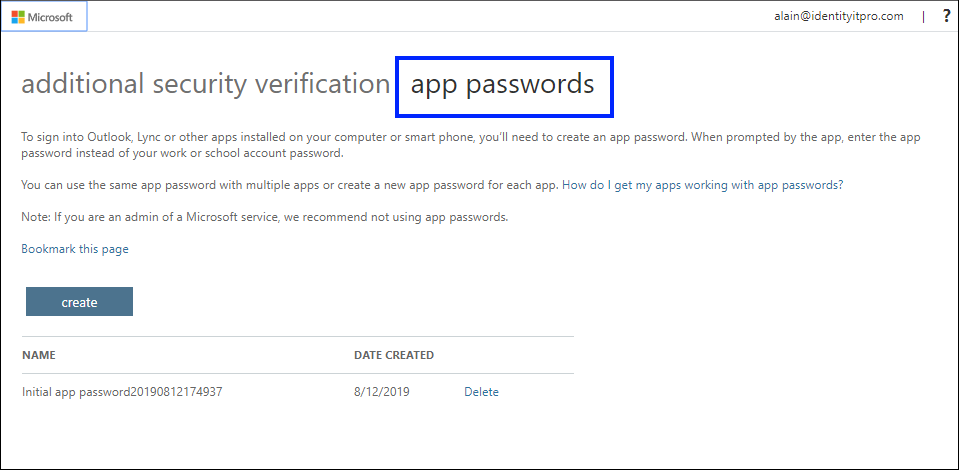 Microsoft
alain@identityitpro.com | ?
additional security verification app passwords
To sign into Outlook, Lync or other apps installed on your computer or smart phone, you'll need to create an app password. When prompted by the app, enter the app
password instead of your work or school account password.
You can use the same app password with multiple apps or create a new app password for each app. How do I get my apps working with app passwords?
Note: If you are an admin of a Microsoft service, we recommend not using app passwords.
Bookmark this page
create
NAME DATE CREATED
Initial app password20190812174937 8/12/2019 Delete